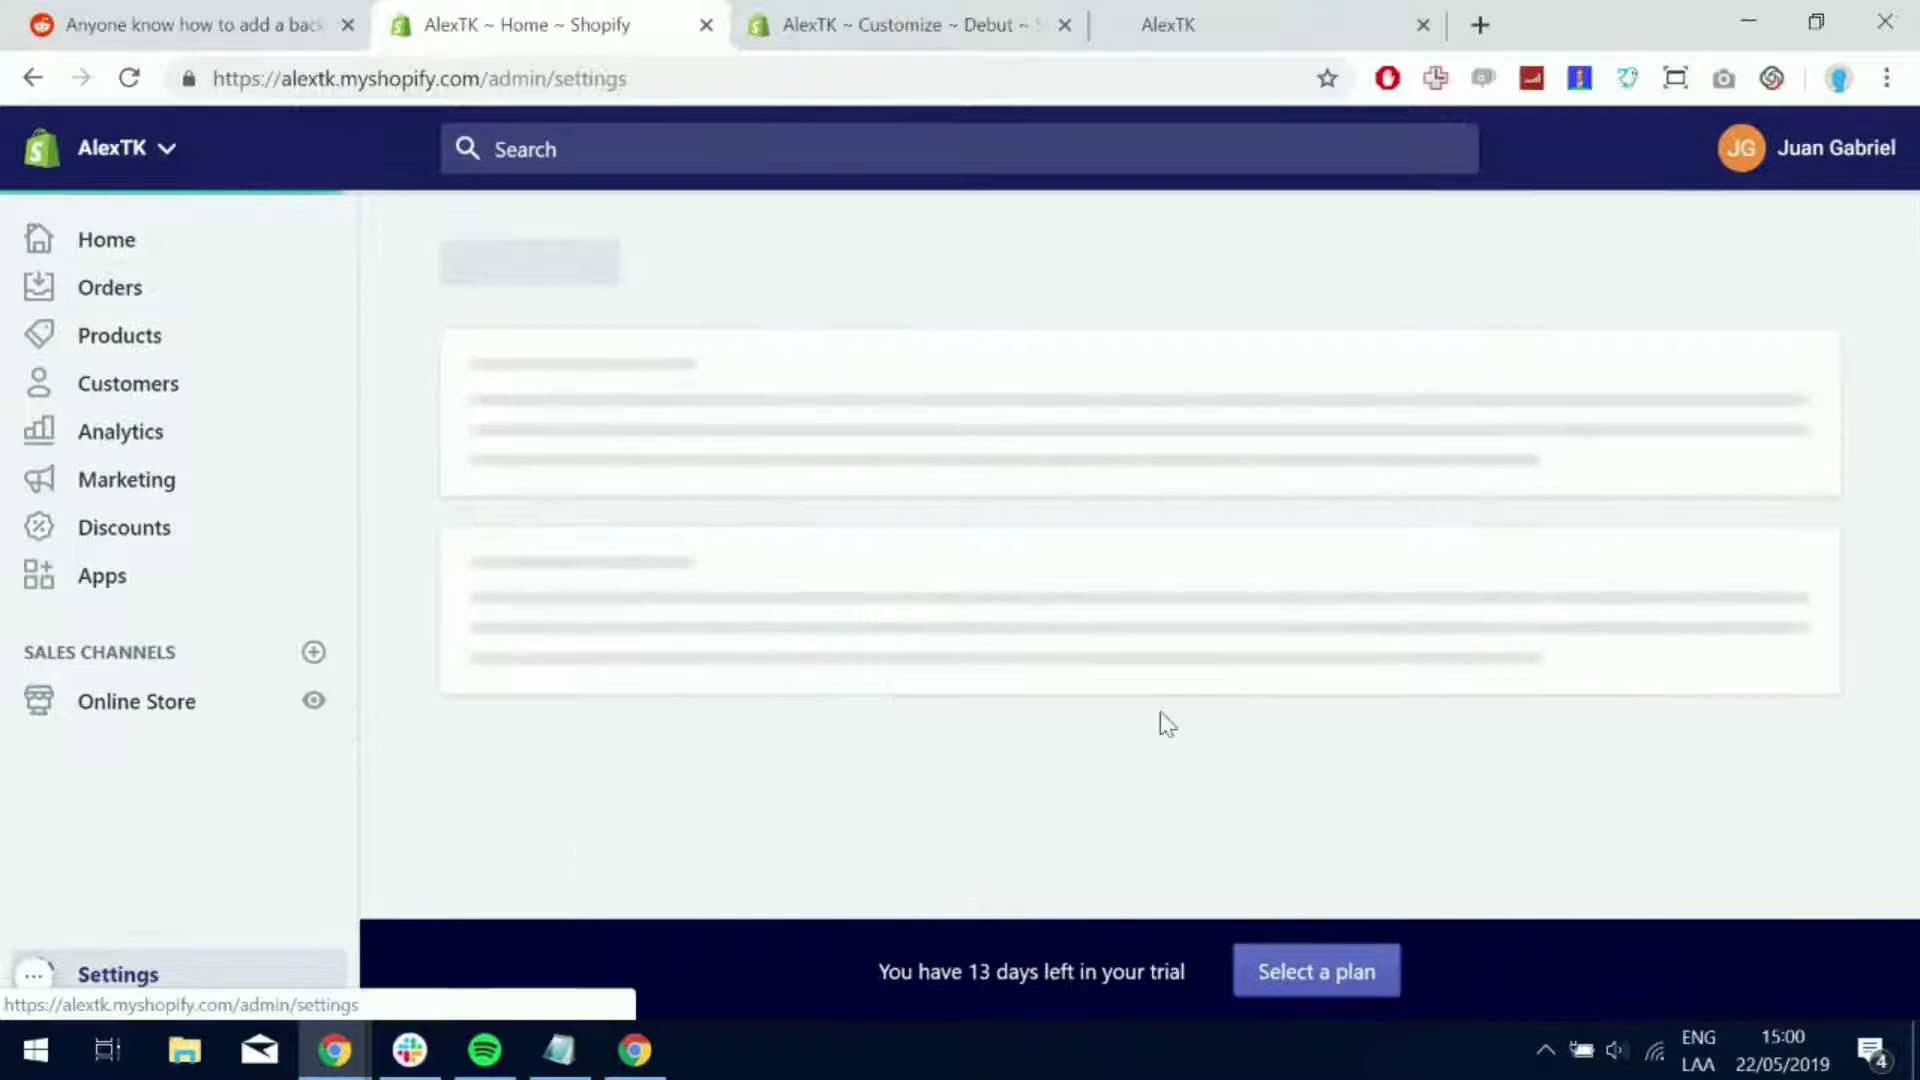 Anyone know how to add a bac
AlexTK ~ Home ~ Shopify
AlexTK ~ Customize ~ Debut ~
AlexTK
https://alextk.myshopify.com/admin/settings
AlexTK
Search
JG
Juan Gabriel
Home
Orders
Products
Customers
Analytics
Marketing
Discounts
Apps
SALES CHANNELS
Online Store
Settings
You have 13 days left in your trial
Select a plan
https://alextk.myshopify.com/admin/settings
ENG
LAA
15:00
22/05/2019
4